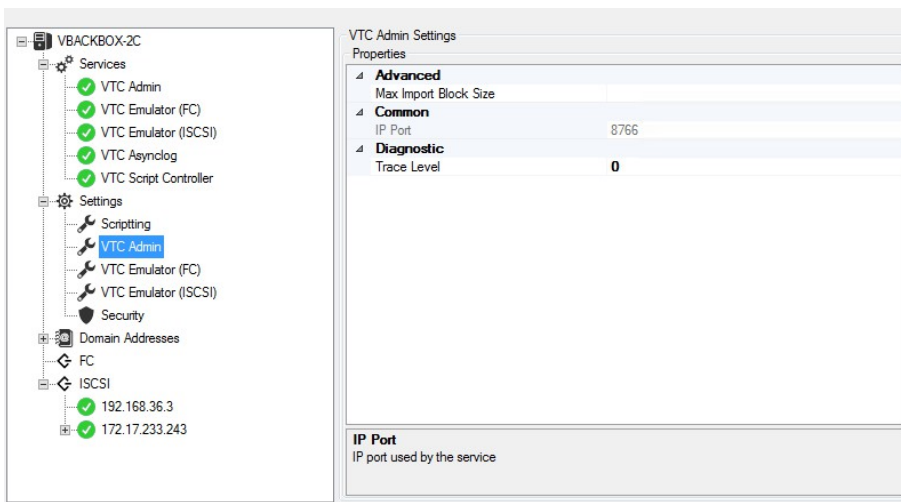 VBACKBOX-2C
Services
VTC Admin
VTC Emulator (FC)
VTC Emulator (ISCSI)
VTC Asynclog
VTC Script Controller
Settings
Scriptting
VTC Admin
VTC Emulator (FC)
VTC Emulator (ISCSI)
Security
Domain Addresses
FC
ISCSI
192.168.36.3
172.17.233.243
VTC Admin Settings
Properties
Advanced
Max Import Block Size
Common
IP Port 8766
Diagnostic
Trace Level 0
IP Port
IP port used by the service